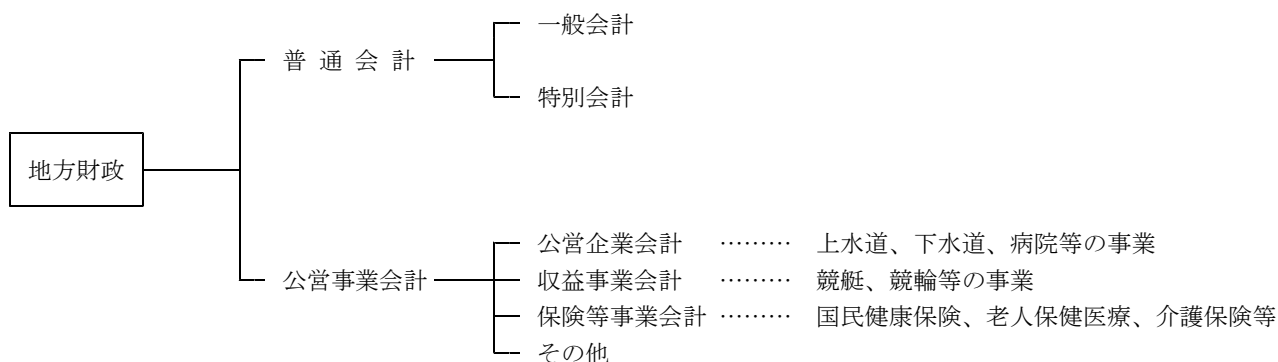 一般会計
普通会計
特別会計
地方財政
公営企業会計 ……… 上水道、下水道、病院等の事業
公営事業会計 収益事業会計 ……… 競艇、競輪等の事業
保険等事業会計 ……… 国民健康保険、老人保健医療、介護保険等
その他